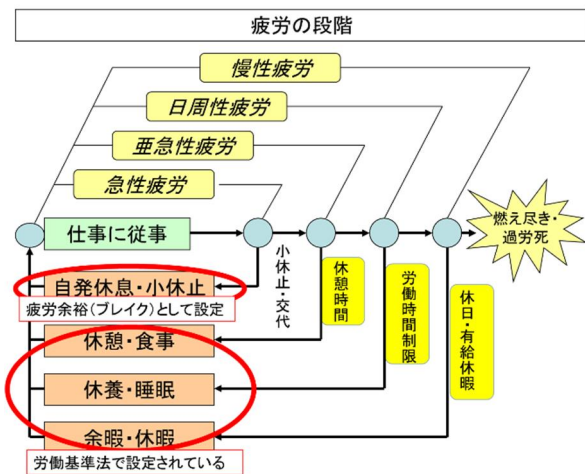 疲労の段階
慢性疲労
日周性疲労
亜急性疲労
急性疲労
仕事に従事
燃え尽き・
過労死
小休止・交代
休憩時間
労働時間制限
休日・有給休暇
自発休息・小休止
疲労余裕(ブレイク)として設定
休憩・食事
休養・睡眠
余暇・休暇
労働基準法で設定されている